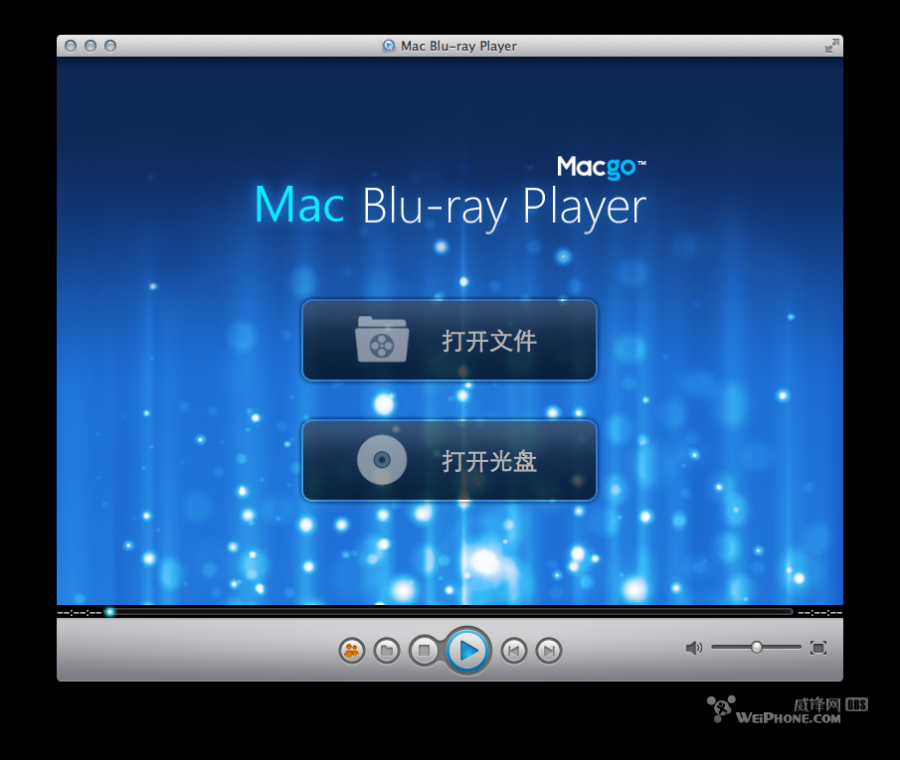 Mac Blu-ray Player
Macgo™
Mac Blu-ray Player
打开文件
打开光盘
--:--:-- --:--:--
威锋网 BBS
WEIPHONE.COM